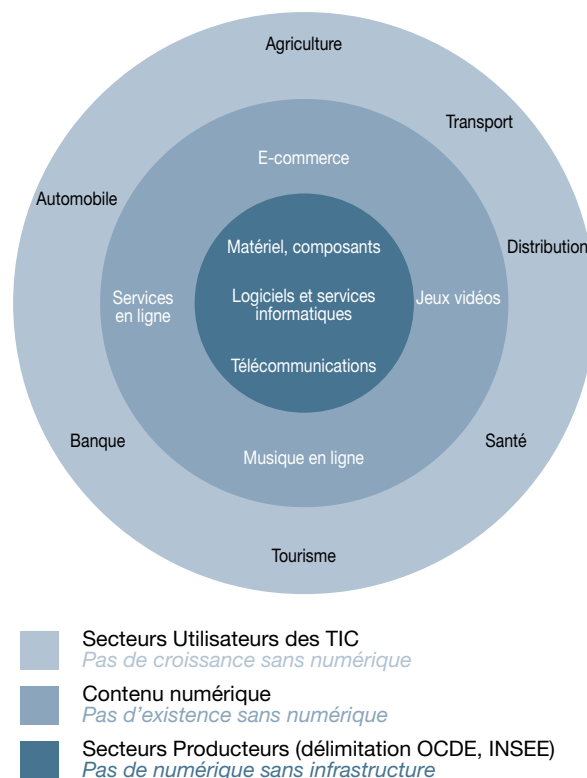 Agriculture
Transport
E-commerce
Automobile
Matériel, composants
Distribution
Services
en ligne
Logiciels et services
informatiques
Jeux vidéos
Télécommunications
Banque
Santé
Musique en ligne
Tourisme
Secteurs Utilisateurs des TIC
Pas de croissance sans numérique
Contenu numérique
Pas d'existence sans numérique
Secteurs Producteurs (délimitation OCDE, INSEE)
Pas de numérique sans infrastructure